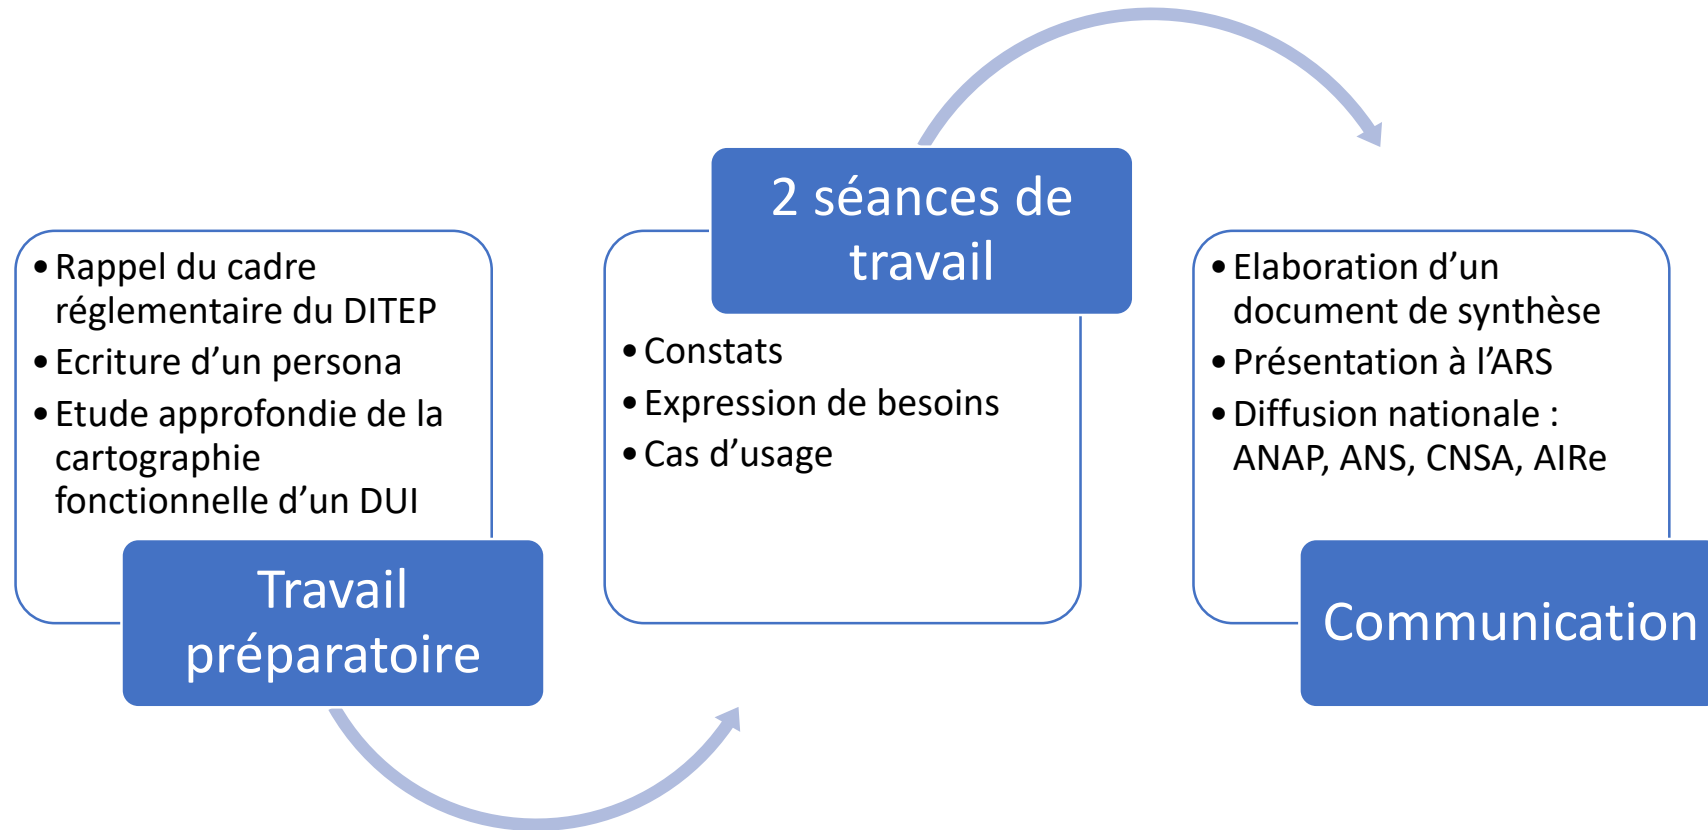 • Rappel du cadre
réglementaire du DITEP
• Ecriture d’un persona
• Etude approfondie de la
cartographie
fonctionnelle d’un DUI
Travail
préparatoire
2 séances de
travail
• Constats
• Expression de besoins
• Cas d’usage
• Elaboration d’un
document de synthèse
• Présentation à l’ARS
• Diffusion nationale :
ANAP, ANS, CNSA, AIRe
Communication